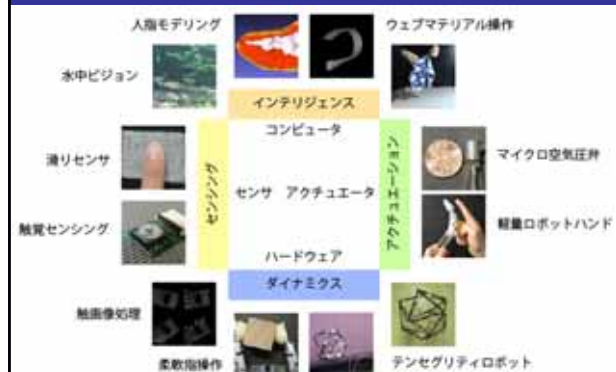 人指モデリング
ウェブマテリアル操作
水中ビジョン
インテリジェンス
コンピュータ
滑りセンサ
センシング
アクチュエーション
マイクロ空気圧弁
センサ アクチュエータ
触覚センシング
軽量ロボットハンド
ハードウェア
ダイナミクス
触画像処理
柔軟指操作
テンセグリティロボット